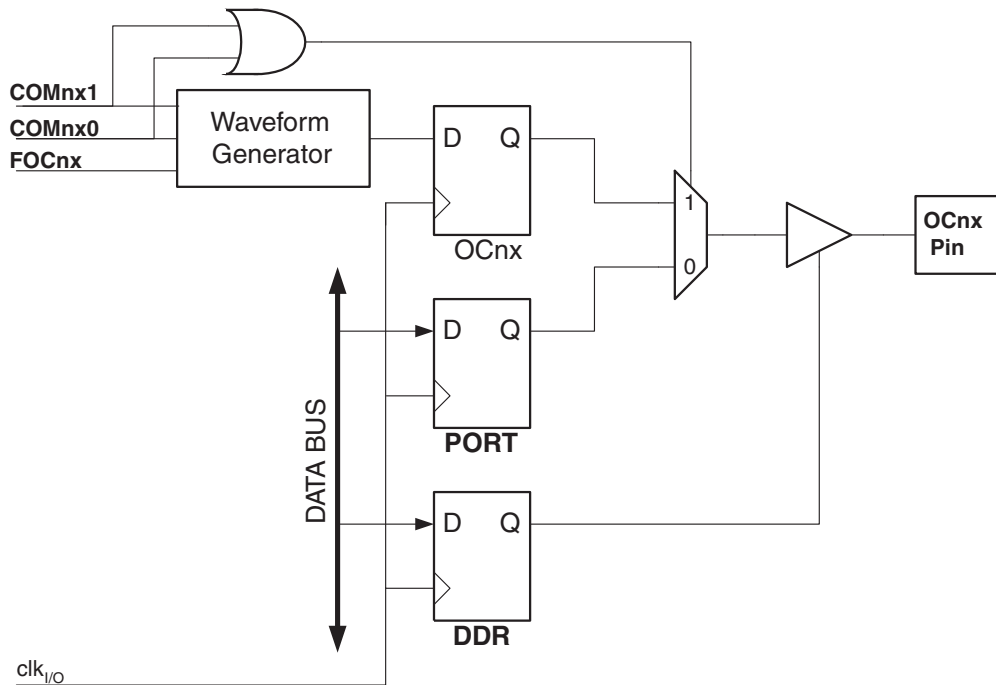 COMnx1
COMnx0
FOCnx
Waveform
Generator
D Q
OCnx
1
0
OCnx
Pin
DATA BUS
D Q
PORT
D Q
DDR
clkI/O